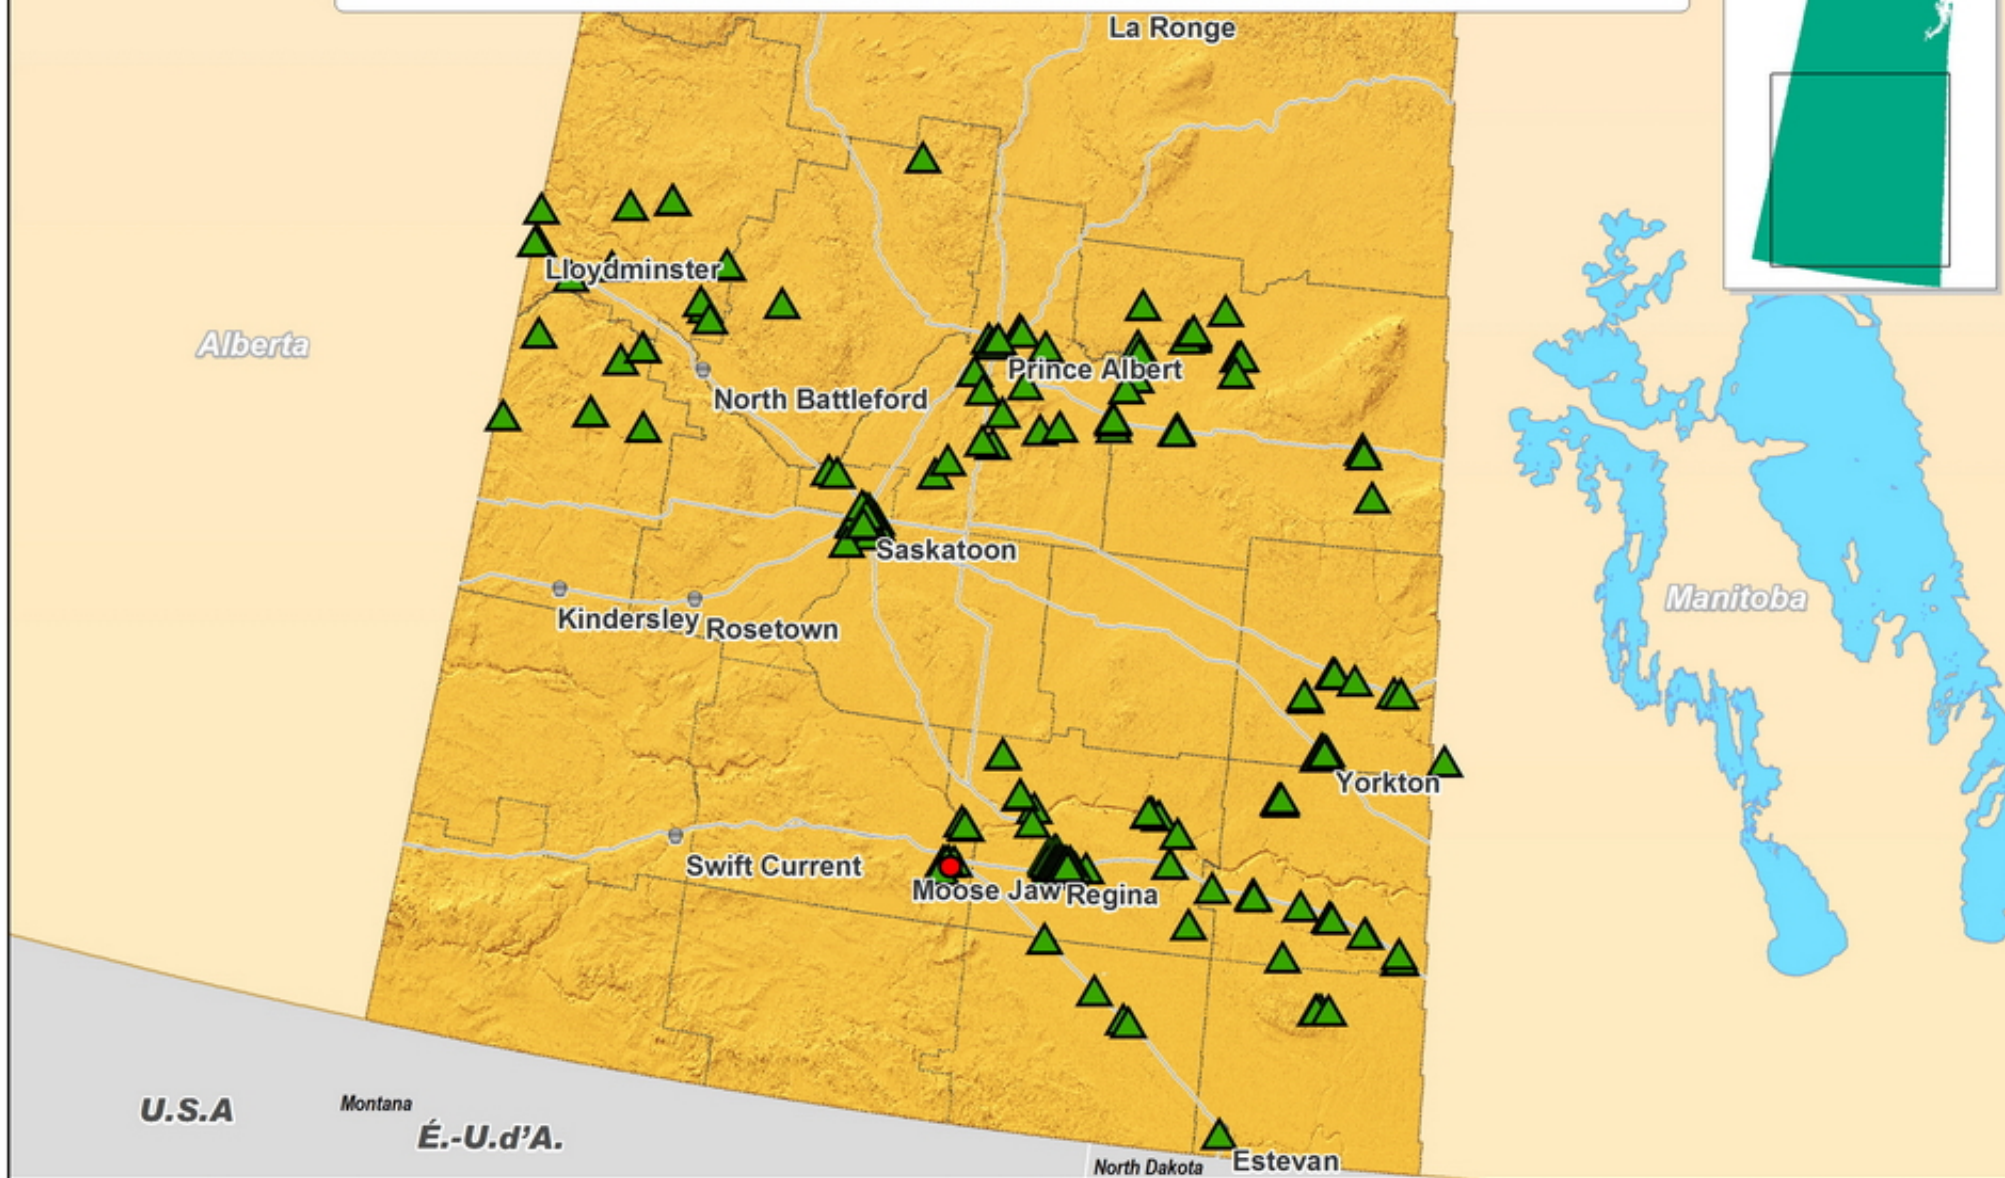 La Ronge
Lloydminster
Alberta
Prince Albert
North Battleford
Saskatoon
Manitoba
Kindersley
Rosetown
Yorkton
Swift Current
Moose Jaw
Regina
U.S.A
Montana
É.-U.d'A.
North Dakota
Estevan